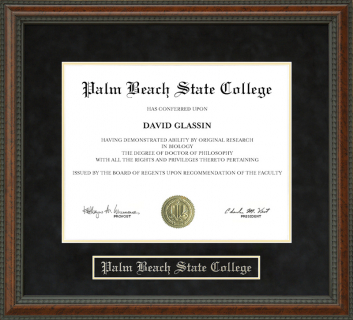 Palm Beach State College
HAS CONFERRED UPON
DAVID GLASSIN
HAVING DEMONSTRATED ABILITY BY ORIGINAL RESEARCH
IN BIOLOGY
THE DEGREE OF DOCTOR OF PHILOSOPHY
WITH ALL THE RIGHTS AND PRIVILEGES THERETO PERTAINING
ISSUED BY THE BOARD OF REGENTS UPON RECOMMENDATION OF THE FACULTY
PROVOST PRESIDENT
Palm Beach State College